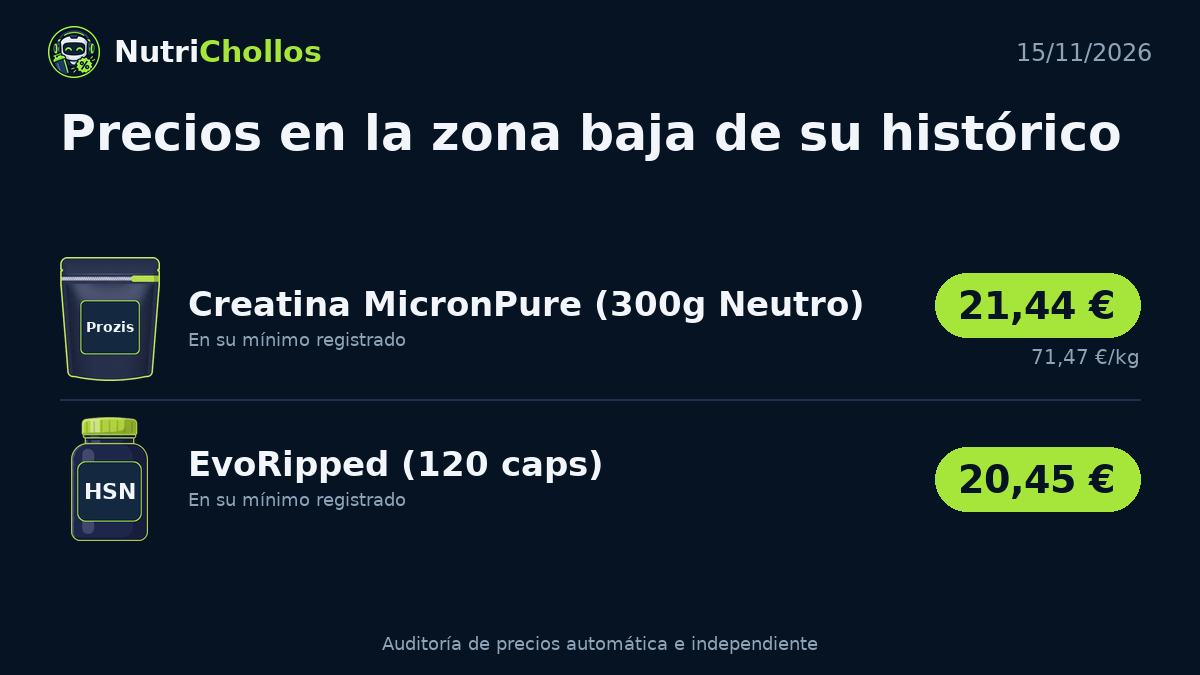 NutriChollos
15/11/2026
Precios en la zona baja de su histórico
Prozis
Creatina MicronPure (300g Neutro)
En su mínimo registrado
21,44 €
71,47 €/kg
HSN
EvoRipped (120 caps)
En su mínimo registrado
20,45 €
Auditoría de precios automática e independiente